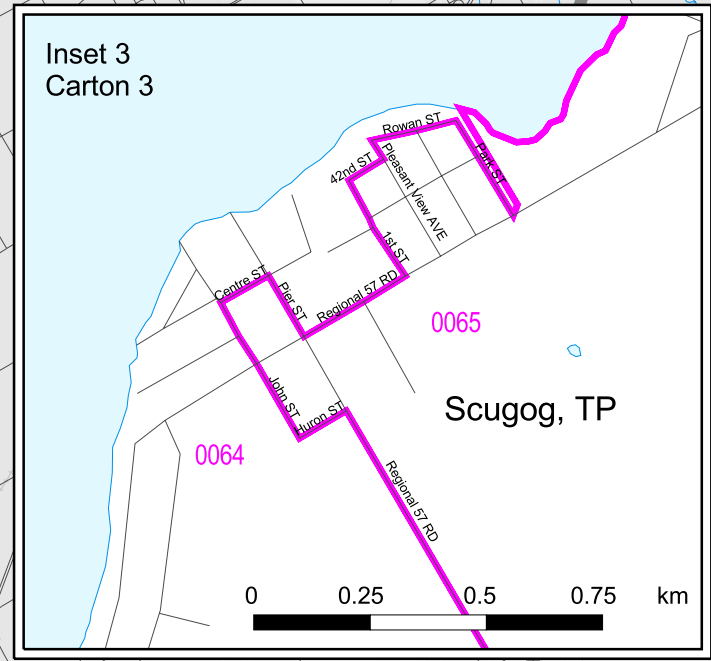 Inset 3
Carton 3
Rowan ST
42nd ST
Pleasant View AVE
Park ST
1st ST
Centre ST
Pier ST
Regional 57 RD
0065
John ST
Huron ST
Scugog, TP
0064
Regional 57 RD
0 0.25 0.5 0.75 km